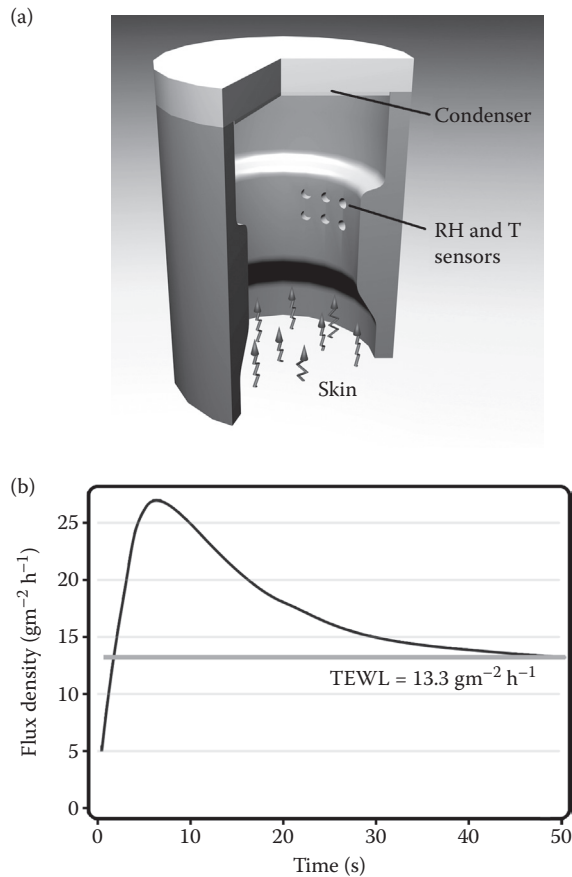 (a)
Condenser
RH and T
sensors
Skin
(b)
Flux density (gm⁻² h⁻¹)
25
20
15
10
5
0
TEWL = 13.3 gm⁻² h⁻¹
0 10 20 30 40 50
Time (s)